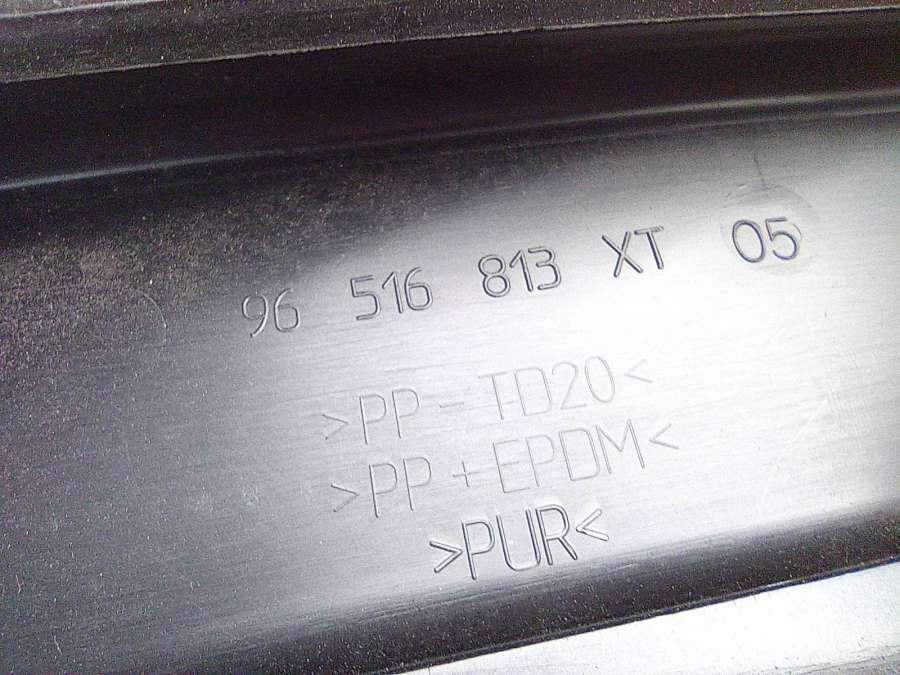 96 516 813 XT 05
>PP - TD20<
>PP + EPDM<
>PUR<